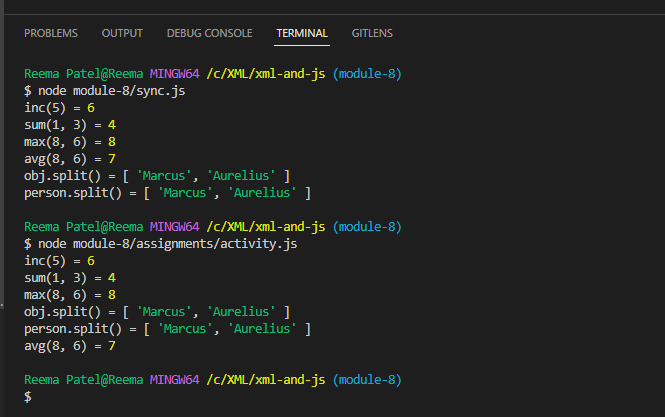 PROBLEMS OUTPUT DEBUG CONSOLE TERMINAL GITLENS
Reema Patel@Reema MINGW64 /c/XML/xml-and-js (module-8)
$ node module-8/sync.js
inc(5) = 6
sum(1, 3) = 4
max(8, 6) = 8
avg(8, 6) = 7
obj.split() = [ 'Marcus', 'Aurelius' ]
person.split() = [ 'Marcus', 'Aurelius' ]
Reema Patel@Reema MINGW64 /c/XML/xml-and-js (module-8)
$ node module-8/assignments/activity.js
inc(5) = 6
sum(1, 3) = 4
max(8, 6) = 8
obj.split() = [ 'Marcus', 'Aurelius' ]
person.split() = [ 'Marcus', 'Aurelius' ]
avg(8, 6) = 7
Reema Patel@Reema MINGW64 /c/XML/xml-and-js (module-8)
$